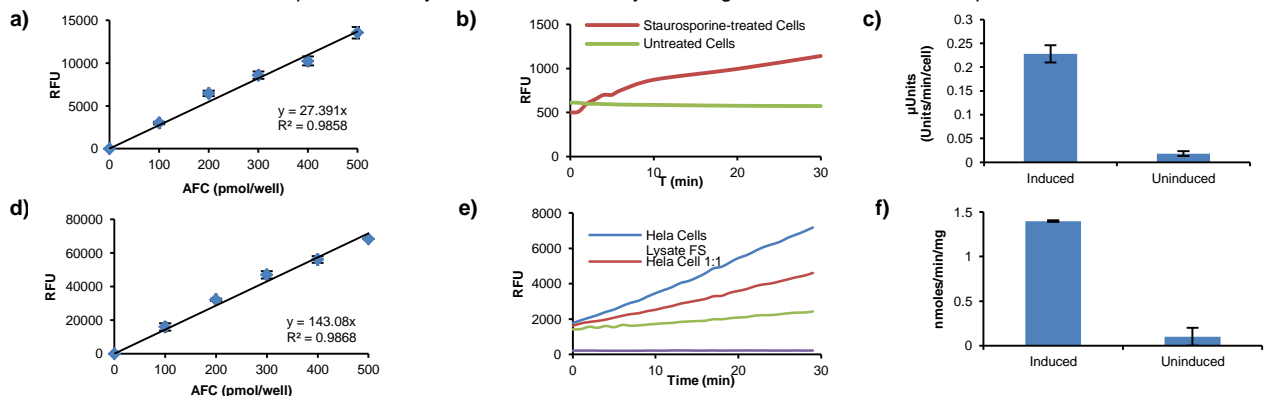 a)
RFU
15000
10000
5000
0
0 100 200 300 400 500
y = 27.391x
R² = 0.9858
AFC (pmol/well)
b)
RFU
1500
1000
500
0
0 10 20 30
Staurosporine-treated Cells
Untreated Cells
T (min)
c)
µUnits
(Units/min/cell)
0.3
0.25
0.2
0.15
0.1
0.05
0
Induced Uninduced
d)
RFU
80000
60000
40000
20000
0
0 100 200 300 400 500
y = 143.08x
R² = 0.9868
AFC (pmol/well)
e)
RFU
8000
6000
4000
2000
0
0 10 20 30
Hela Cells
Lysate FS
Hela Cell 1:1
Time (min)
f)
nmoles/min/mg
1.5
1
0.5
0
Induced Uninduced